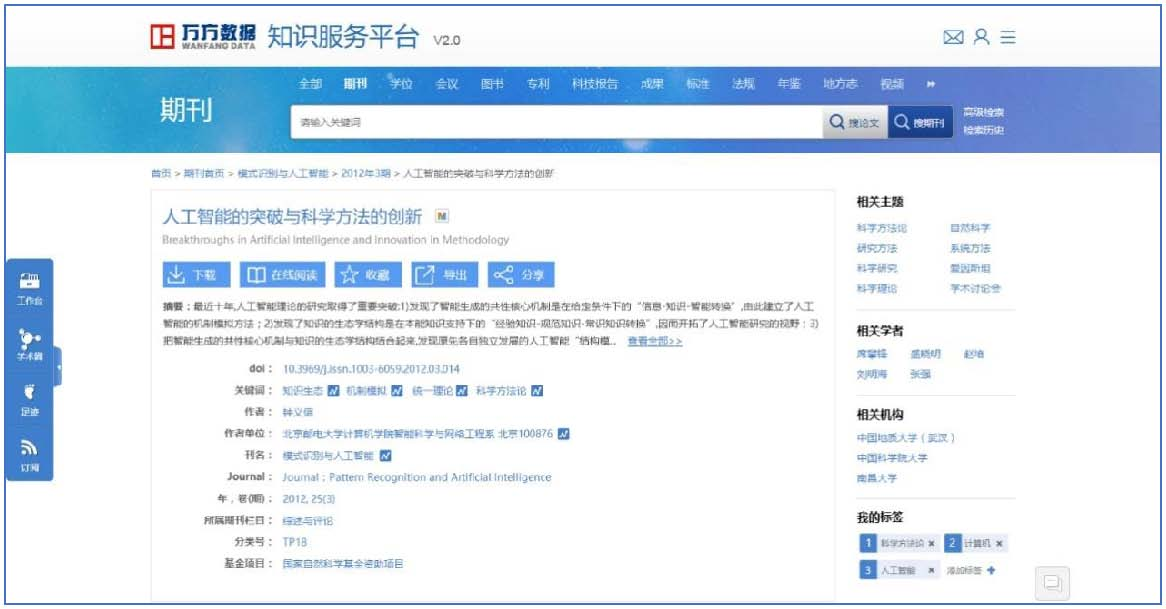 万方数据 WANFANG DATA 知识服务平台 V2.0
全部 期刊 学位 会议 图书 专利 科技报告 成果 标准 法规 年鉴 地方志 视频
期刊
请输入关键词 搜论文 搜期刊
高级检索
检索历史
首页 > 期刊首页 > 模式识别与人工智能 > 2012年3期 > 人工智能的突破与科学方法的创新
人工智能的突破与科学方法的创新
Breakthroughs in Artificial Intelligence and Innovation in Methodology
下载 在线阅读 收藏 导出 分享
摘要：最近十年,人工智能理论的研究取得了重要突破:1)发现了智能生成的共性核心机制是在给定条件下的“信息-知识-智能转换”,由此建立了人工
智能的机制模拟方法；2)发现了知识的生态学结构是在本能知识支持下的“经验知识-规范知识-常识知识转换”,因而开拓了人工智能研究的视野；3)
把智能生成的共性核心机制与知识的生态学结构结合起来,发现原先各自独立发展的人工智能“结构模... 查看全部>>
doi： 10.3969/j.issn.1003-6059.2012.03.014
关键词： 知识生态 机制模拟 统一理论 科学方法论
作者： 钟义信
作者单位： 北京邮电大学计算机学院智能科学与网络工程系 北京100876
刊名： 模式识别与人工智能
Journal： Journal：Pattern Recognition and Artificial Intelligence
年，卷(期)： 2012, 25(3)
所属期刊栏目： 综述与评论
分类号： TP18
基金项目： 国家自然科学基金资助项目
工作台
学术圈
足迹
订阅
相关主题
科学方法论 自然科学
研究方法 系统方法
科学研究 爱因斯坦
科学理论 学术讨论会
相关学者
席攀锋 盛晓明 赵琦
刘明海 张强
相关机构
中国地质大学（武汉）
中国科学院大学
南昌大学
我的标签
1 科学方法论 × 2 计算机 ×
3 人工智能 × 添加标签